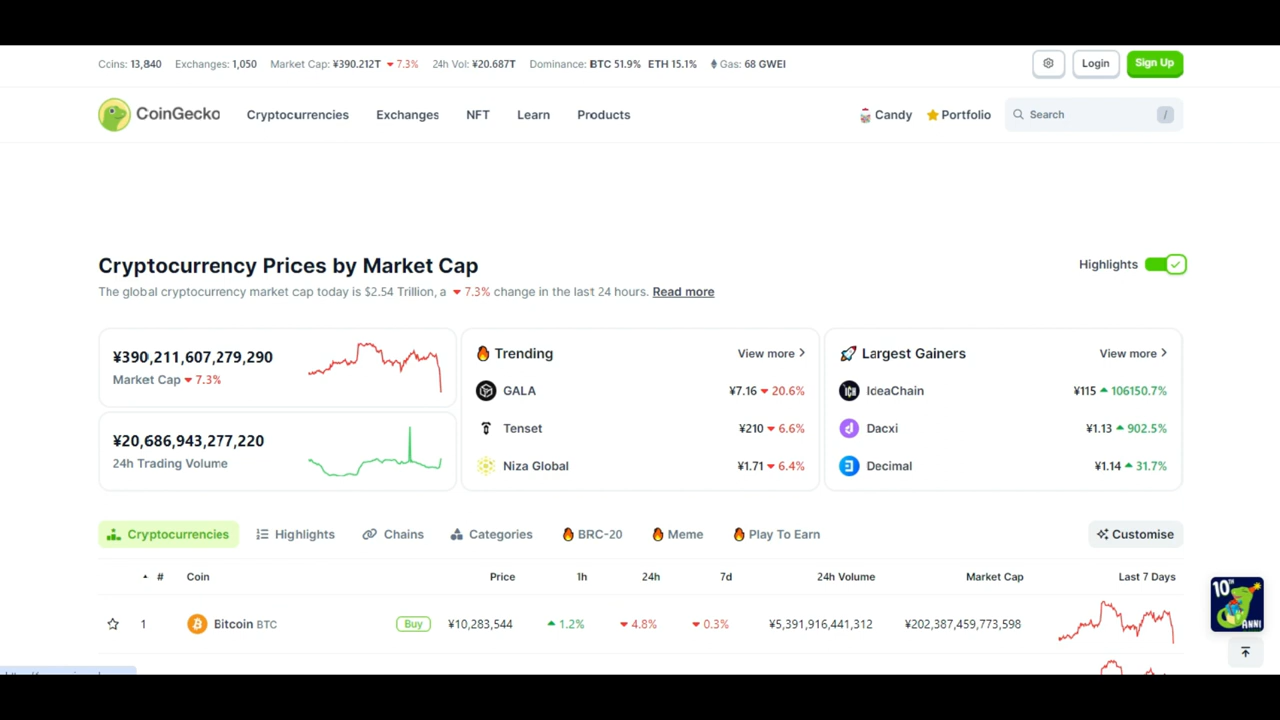 Coins: 13,840 Exchanges: 1,050 Market Cap: ¥390.212T 7.3% 24h Vol: ¥20.687T Dominance: BTC 51.9% ETH 15.1% Gas: 68 GWEI Login Sign Up
CoinGecko Cryptocurrencies Exchanges NFT Learn Products Candy Portfolio Search /
Cryptocurrency Prices by Market Cap Highlights
The global cryptocurrency market cap today is $2.54 Trillion, a 7.3% change in the last 24 hours. Read more
¥390,211,607,279,290
Market Cap 7.3%
¥20,686,943,277,220
24h Trading Volume
Trending View more
GALA ¥7.16 20.6%
Tenset ¥210 6.6%
Niza Global ¥1.71 6.4%
Largest Gainers View more
IdeaChain ¥115 106150.7%
Dacxi ¥1.13 902.5%
Decimal ¥1.14 31.7%
Cryptocurrencies Highlights Chains Categories BRC-20 Meme Play To Earn Customise
# Coin Price 1h 24h 7d 24h Volume Market Cap Last 7 Days
1 Bitcoin BTC Buy ¥10,283,544 1.2% 4.8% 0.3% ¥5,391,916,441,312 ¥202,387,459,773,598
10TH
ANNI